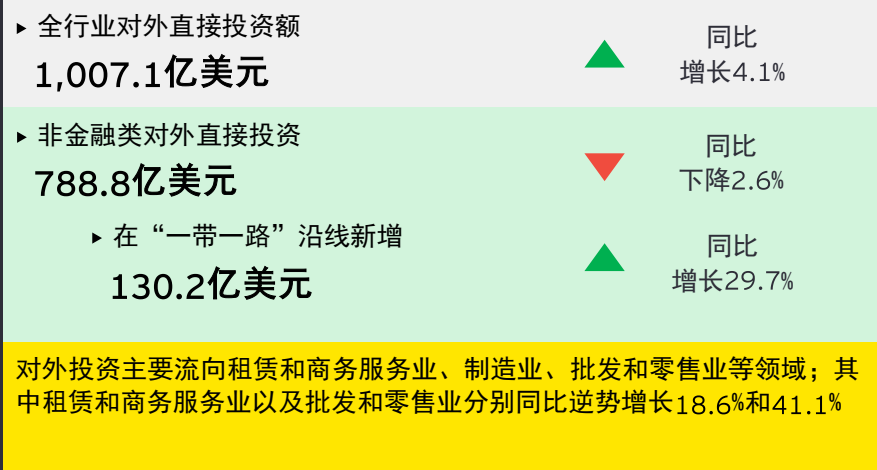 ▸ 全行业对外直接投资额
1,007.1亿美元
同比
增长4.1%
▸ 非金融类对外直接投资
788.8亿美元
同比
下降2.6%
▸ 在“一带一路”沿线新增
130.2亿美元
同比
增长29.7%
对外投资主要流向租赁和商务服务业、制造业、批发和零售业等领域；其
中租赁和商务服务业以及批发和零售业分别同比逆势增长18.6%和41.1%